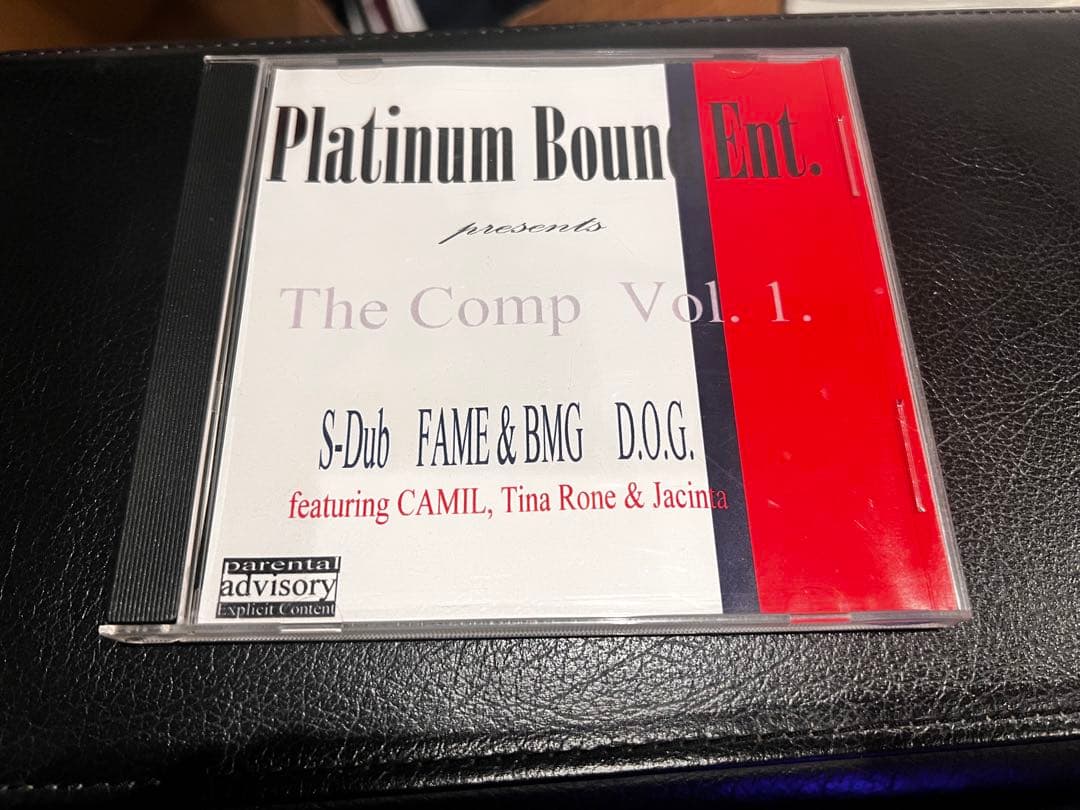 Platinum Bound Ent.
presents
The Comp Vol. 1.
S-Dub FAME & BMG D.O.G.
featuring CAMIL, Tina Rone & Jacinta
parental
advisory
Explicit Content